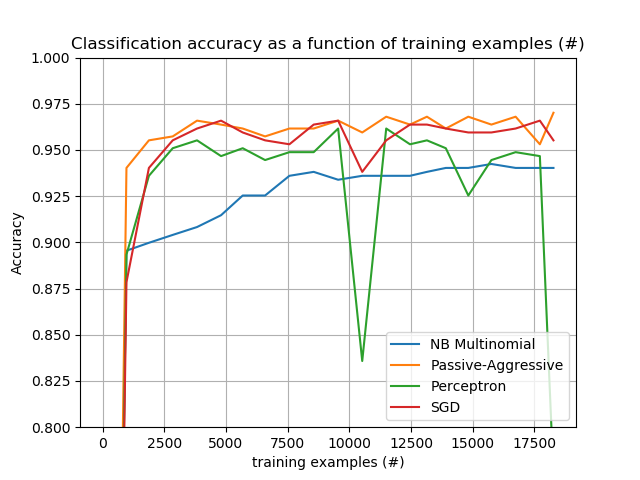 Classification accuracy as a function of training examples (#)
1.000
0.975
0.950
0.925
0.900
0.875
0.850
0.825
0.800
Accuracy
NB Multinomial
Passive-Aggressive
Perceptron
SGD
0 2500 5000 7500 10000 12500 15000 17500
training examples (#)